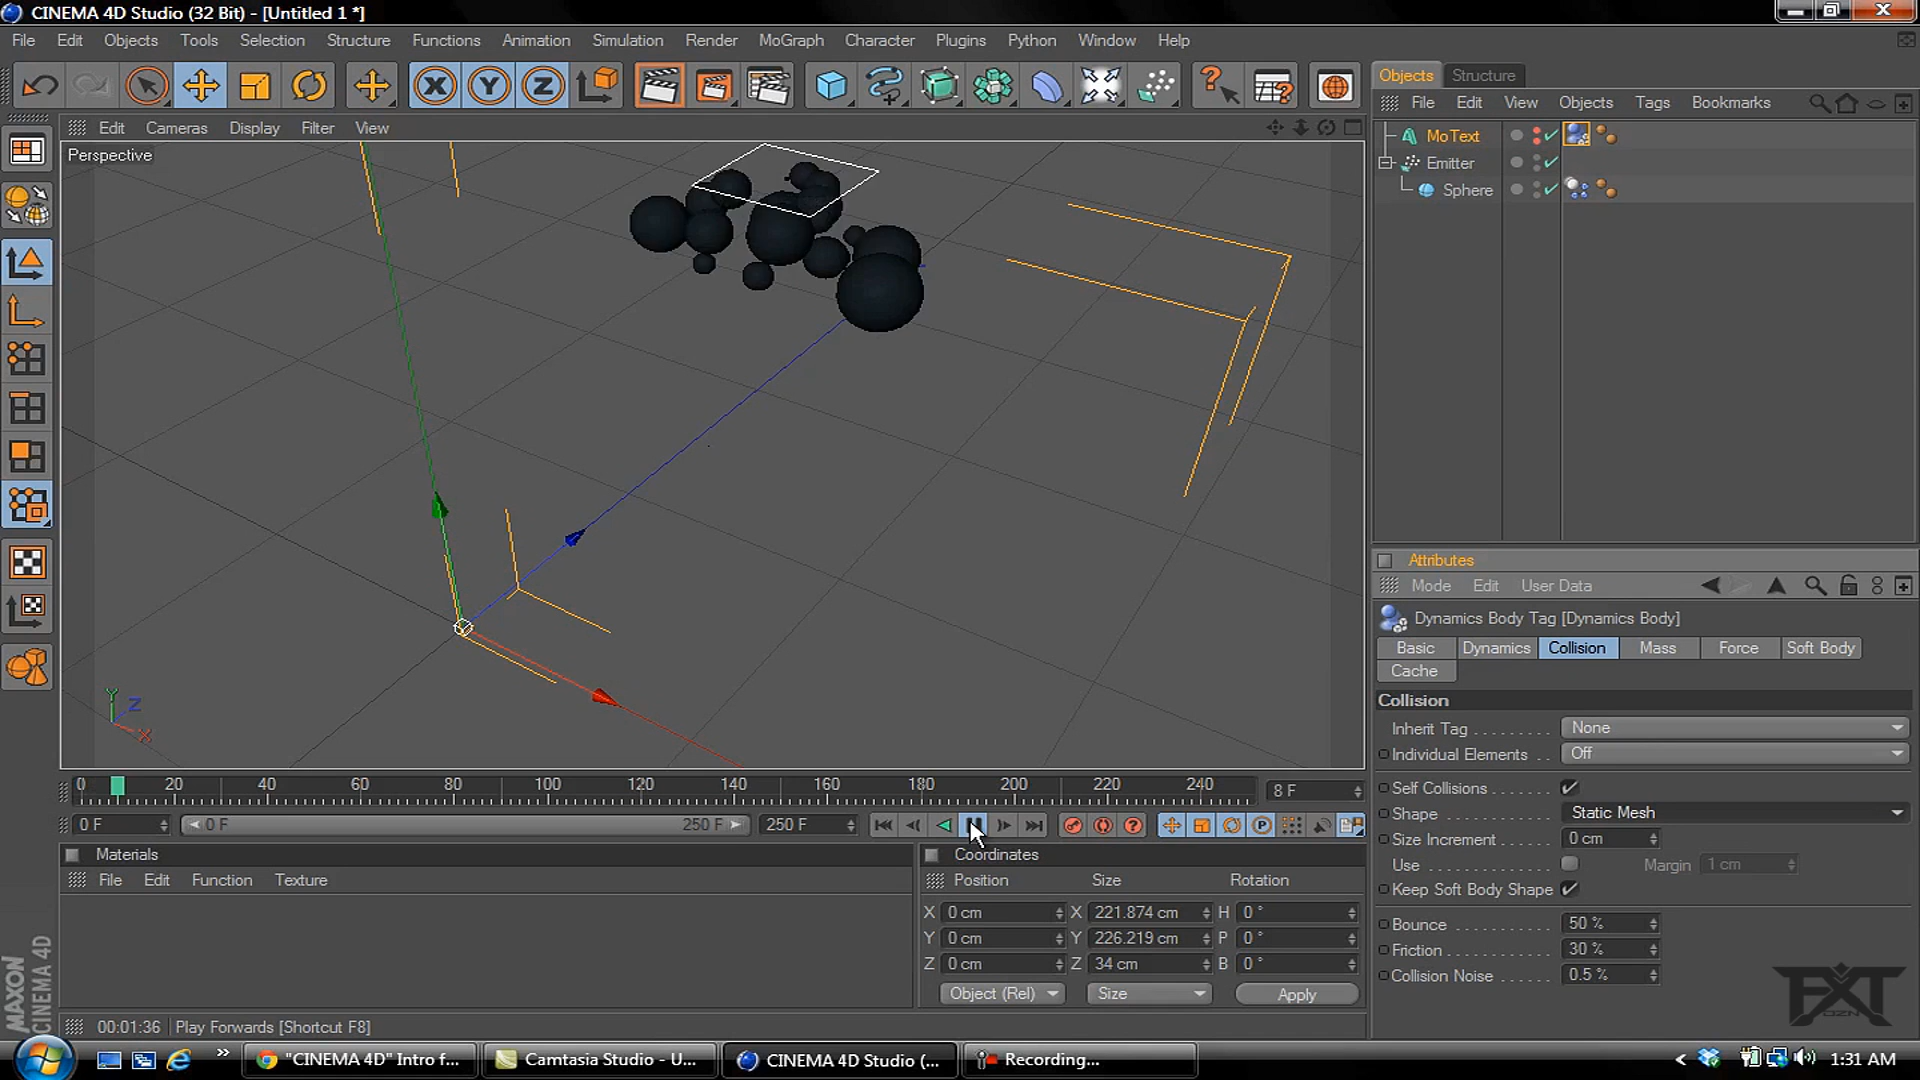 CINEMA 4D Studio (32 Bit) - [Untitled 1 *]
File Edit Objects Tools Selection Structure Functions Animation Simulation Render MoGraph Character Plugins Python Window Help
Objects Structure
File Edit View Objects Tags Bookmarks
Edit Cameras Display Filter View
Perspective
MoText
Emitter
Sphere
Attributes
Mode Edit User Data
Dynamics Body Tag [Dynamics Body]
Basic Dynamics Collision Mass Force Soft Body
Cache
Collision
Inherit Tag . . . . . . . . None
Individual Elements . . Off
Self Collisions
Shape Static Mesh
Size Increment 0 cm
Use Margin 1 cm
Keep Soft Body Shape
Bounce 50 %
Friction 30 %
Collision Noise 0.5 %
Y Z X
0 20 40 60 80 100 120 140 160 180 200 220 240 8 F
0 F 0 F 250 F 250 F
Materials
File Edit Function Texture
Coordinates
Position Size Rotation
X 0 cm X 221.874 cm H 0 °
Y 0 cm Y 226.219 cm P 0 °
Z 0 cm Z 34 cm B 0 °
Object (Rel) Size Apply
MAXON
CINEMA 4D
00:01:36 Play Forwards [Shortcut F8]
FXT
DZN
"CINEMA 4D" Intro f... Camtasia Studio - U... CINEMA 4D Studio (... Recording... 1:31 AM